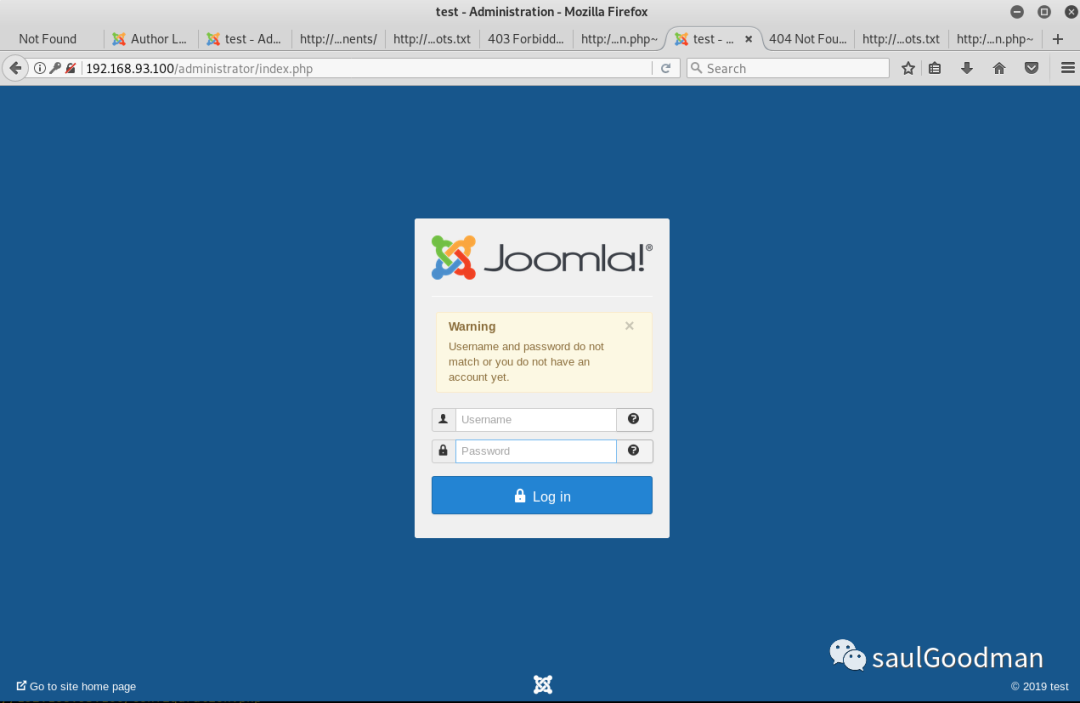 test - Administration - Mozilla Firefox
Not Found
Author L...
test - Ad...
http://...nents/
http://...ots.txt
403 Forbidd...
http:/...n.php~
test - ...
404 Not Fou...
http://...ots.txt
http:/...n.php~
192.168.93.100/administrator/index.php
Search
Joomla!®
Warning
Username and password do not
match or you do not have an
account yet.
Username
Password
Log in
saulGoodman
Go to site home page
© 2019 test